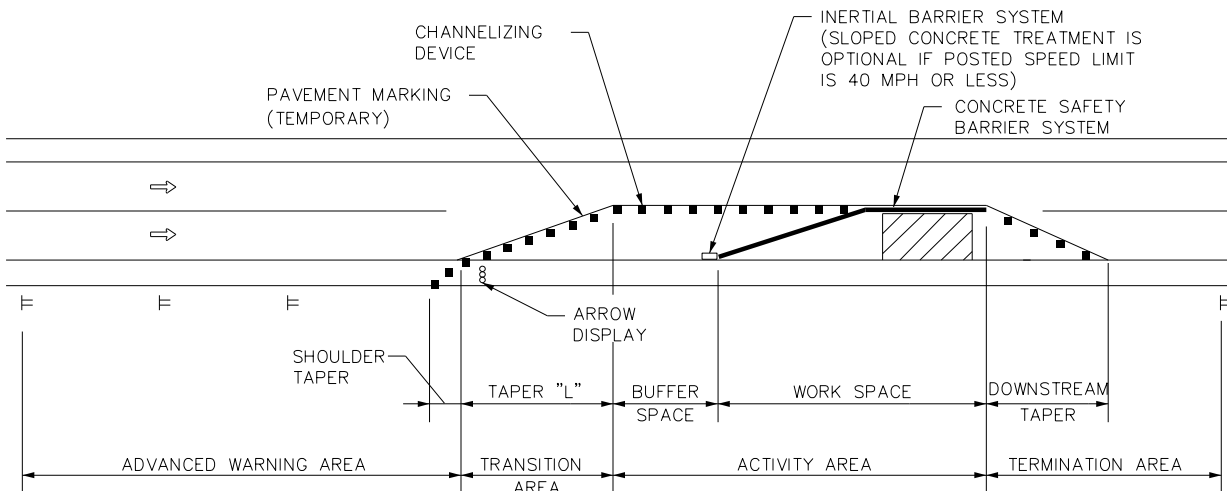 INERTIAL BARRIER SYSTEM
(SLOPED CONCRETE TREATMENT IS
OPTIONAL IF POSTED SPEED LIMIT
IS 40 MPH OR LESS)
CHANNELIZING
DEVICE
PAVEMENT MARKING
(TEMPORARY)
CONCRETE SAFETY
BARRIER SYSTEM
ARROW
DISPLAY
SHOULDER
TAPER
TAPER "L"
BUFFER
SPACE
WORK SPACE
DOWNSTREAM
TAPER
ADVANCED WARNING AREA
TRANSITION
AREA
ACTIVITY AREA
TERMINATION AREA